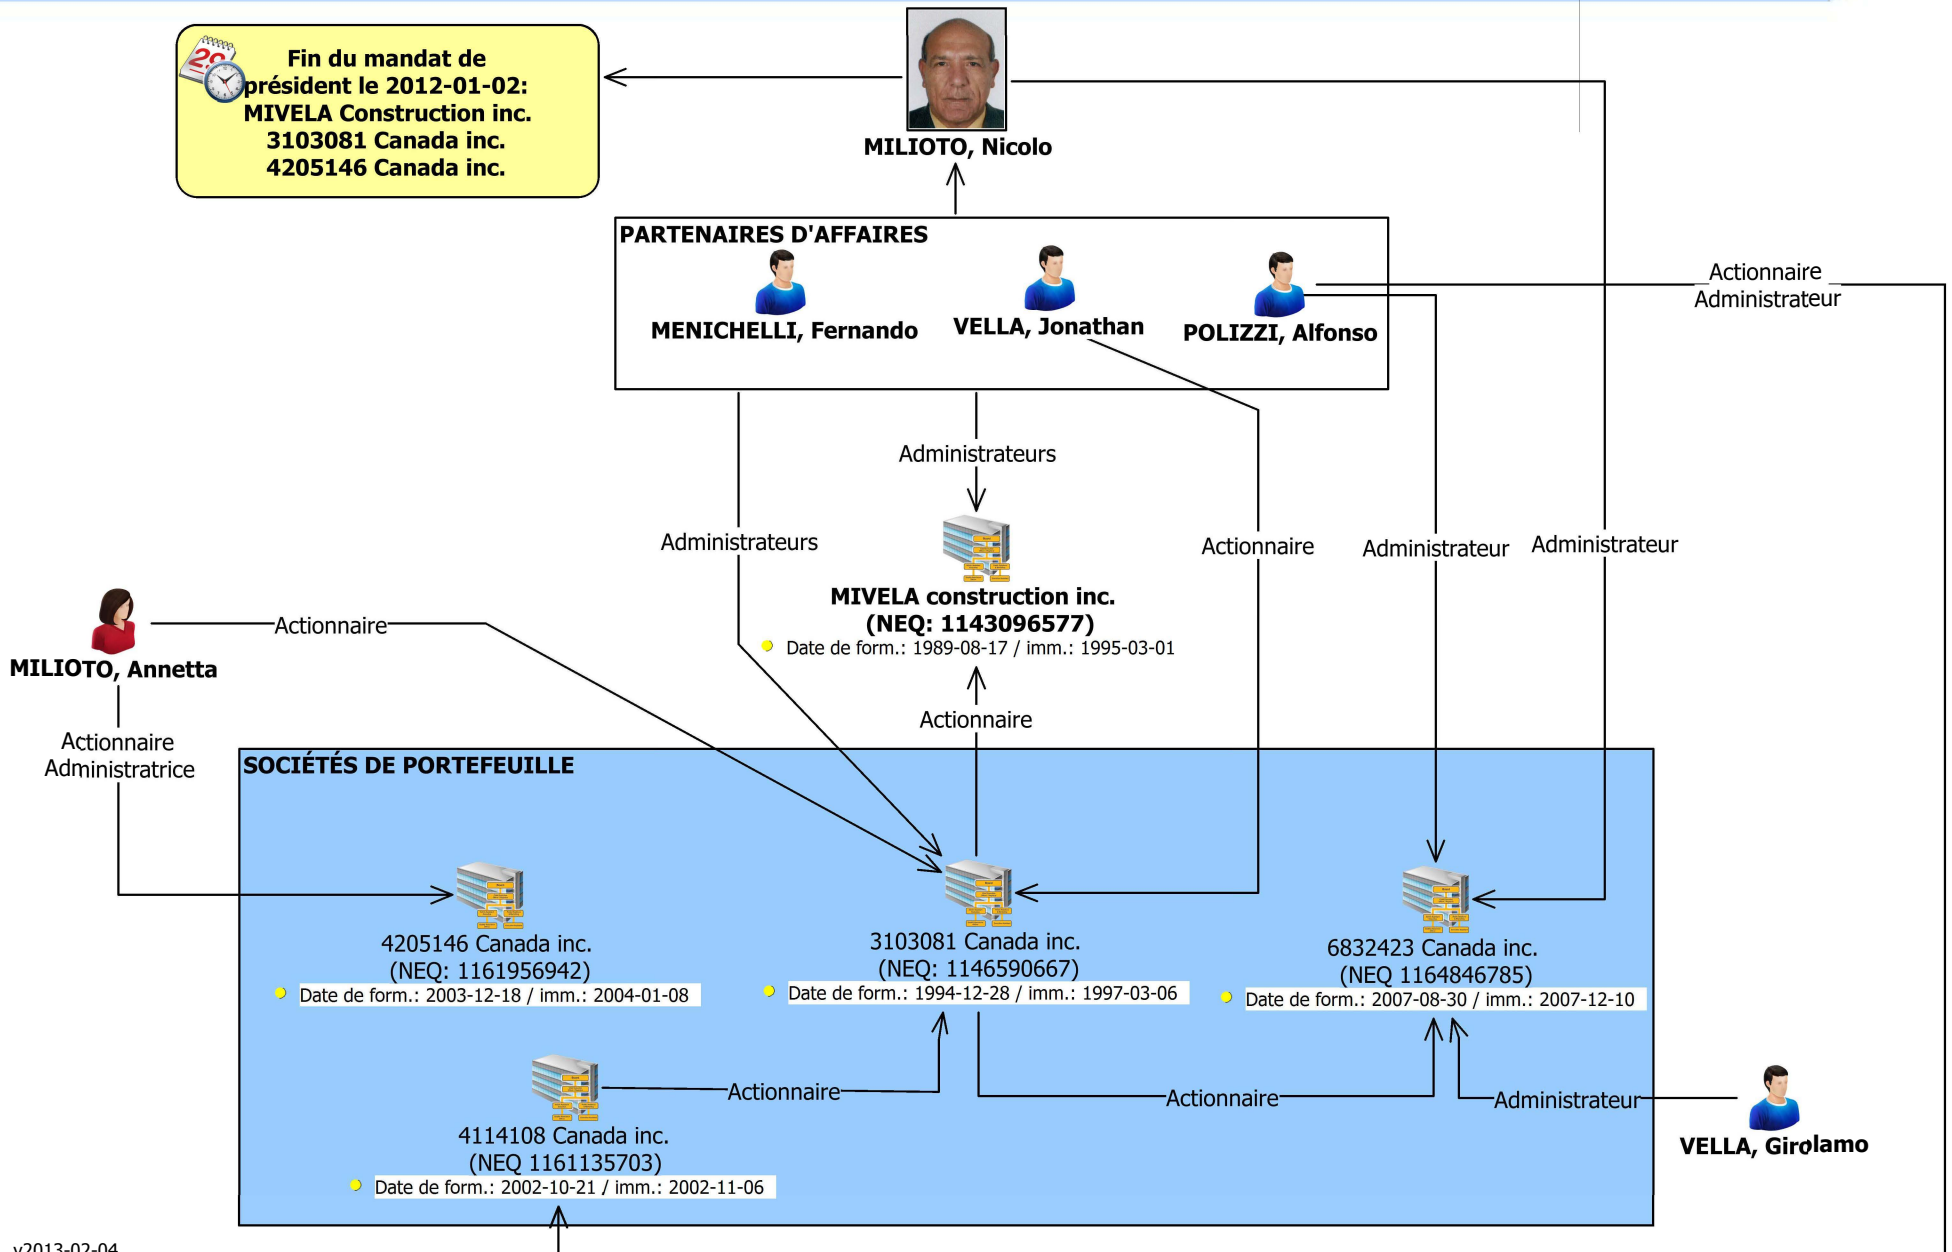 Fin du mandat de
président le 2012-01-02:
MIVELA Construction inc.
3103081 Canada inc.
4205146 Canada inc.
MILIOTO, Nicolo
PARTENAIRES D'AFFAIRES
MENICHELLI, Fernando
VELLA, Jonathan
POLIZZI, Alfonso
Actionnaire
Administrateur
Administrateurs
Administrateurs
Actionnaire
Administrateur
Administrateur
MIVELA construction inc.
(NEQ: 1143096577)
Date de form.: 1989-08-17 / imm.: 1995-03-01
Actionnaire
MILIOTO, Annetta
Actionnaire
Actionnaire
Administratrice
SOCIÉTÉS DE PORTEFEUILLE
4205146 Canada inc.
(NEQ: 1161956942)
Date de form.: 2003-12-18 / imm.: 2004-01-08
3103081 Canada inc.
(NEQ: 1146590667)
Date de form.: 1994-12-28 / imm.: 1997-03-06
6832423 Canada inc.
(NEQ 1164846785)
Date de form.: 2007-08-30 / imm.: 2007-12-10
Actionnaire
Actionnaire
Administrateur
4114108 Canada inc.
(NEQ 1161135703)
Date de form.: 2002-10-21 / imm.: 2002-11-06
VELLA, Girolamo
v2013-02-04